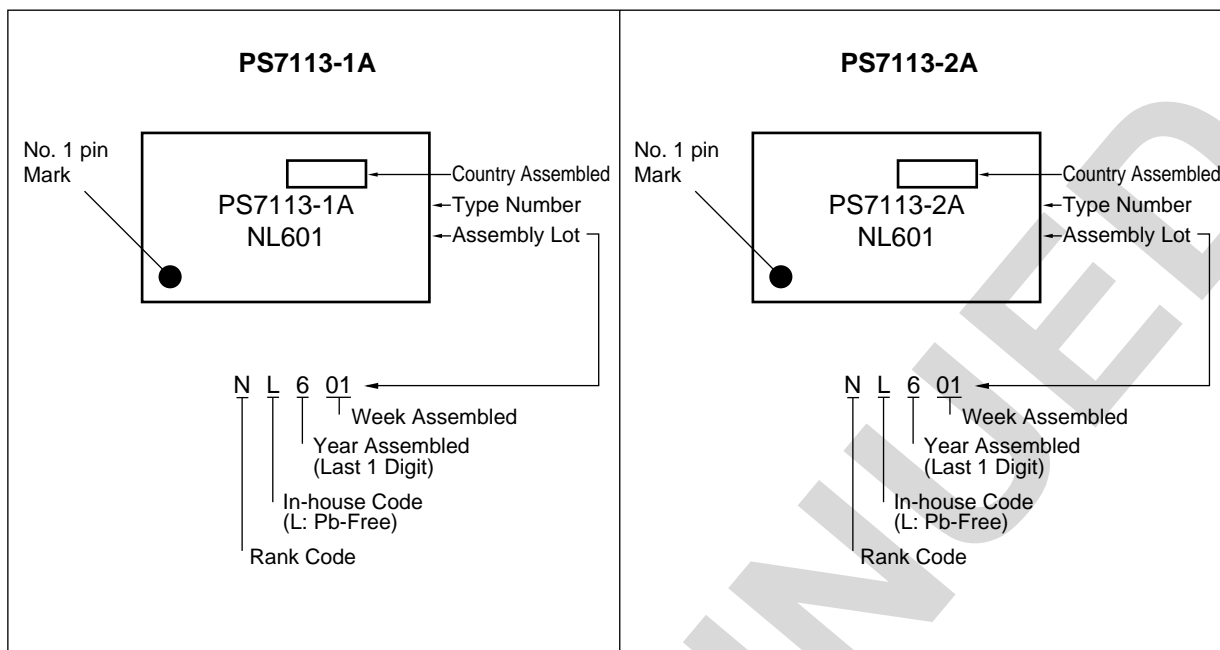 PS7113-1A
No. 1 pin
Mark
Country Assembled
PS7113-1A
Type Number
NL601
Assembly Lot
N L 6 01
Week Assembled
Year Assembled
(Last 1 Digit)
In-house Code
(L: Pb-Free)
Rank Code
PS7113-2A
No. 1 pin
Mark
Country Assembled
PS7113-2A
Type Number
NL601
Assembly Lot
N L 6 01
Week Assembled
Year Assembled
(Last 1 Digit)
In-house Code
(L: Pb-Free)
Rank Code
NUED